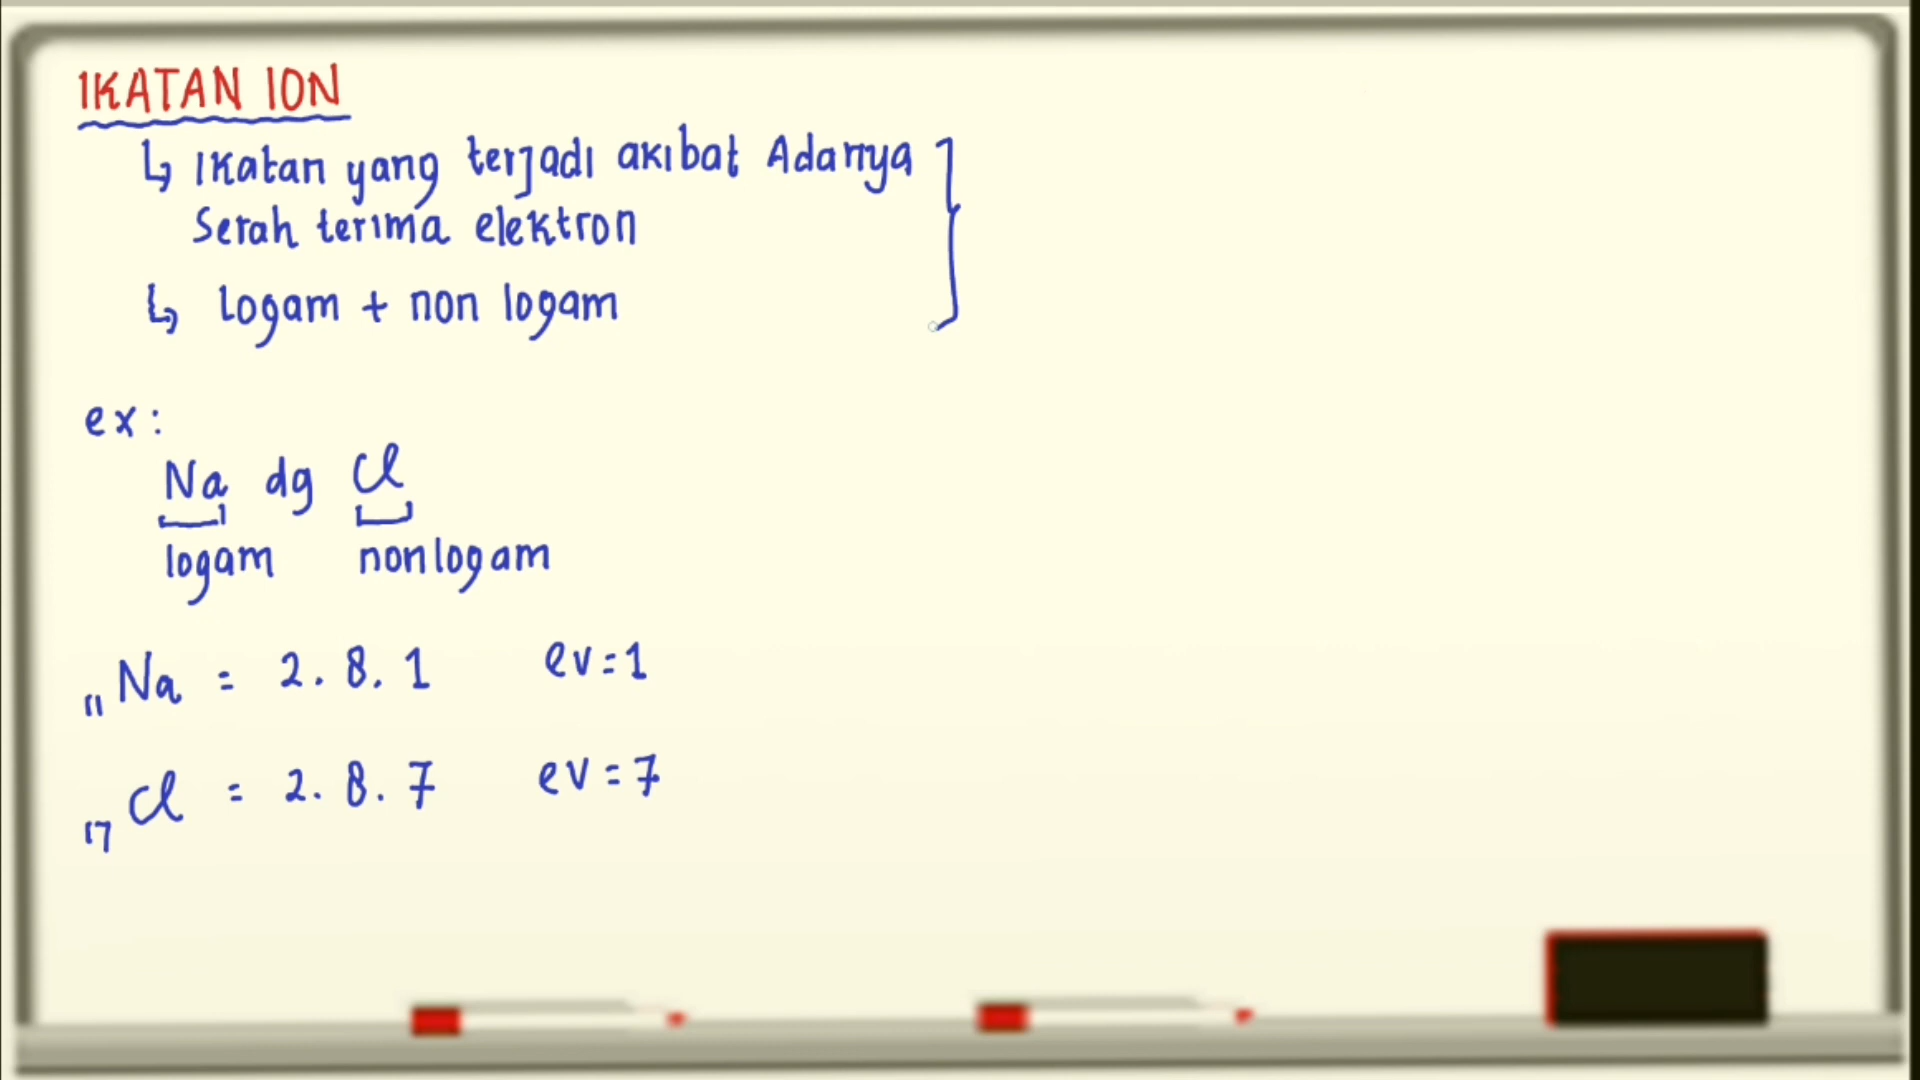 IKATAN ION
↳ Ikatan yang terjadi akibat Adanya
Serah terima elektron
↳ logam + non logam
ex:
Na dg Cl
logam nonlogam
₁₁Na = 2. 8. 1 ev=1
₁₇Cl = 2. 8. 7 ev=7